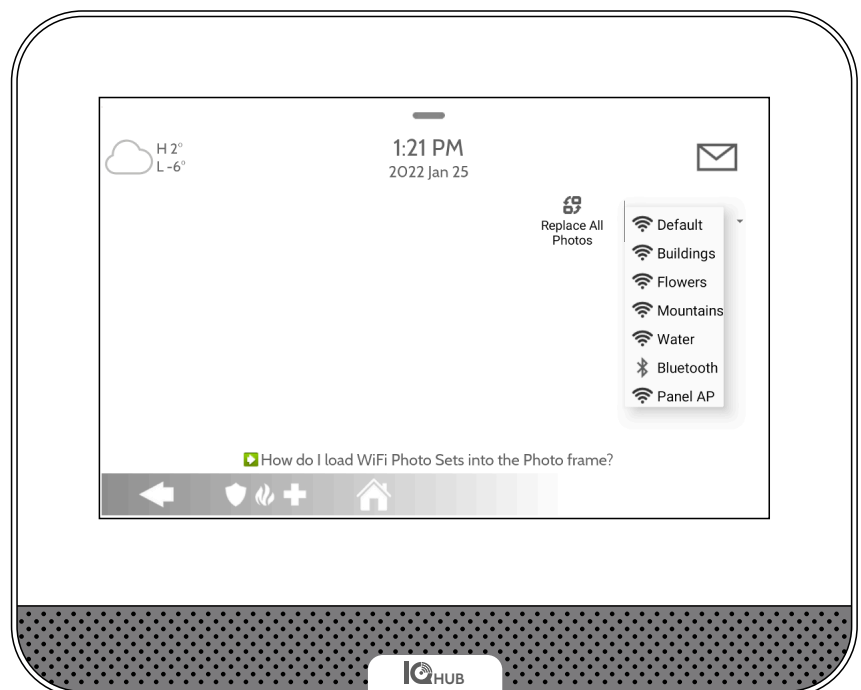 H 2°
L -6°
1:21 PM
2022 Jan 25
Replace All
Photos
Default
Buildings
Flowers
Mountains
Water
Bluetooth
Panel AP
How do I load WiFi Photo Sets into the Photo frame?
IQ HUB